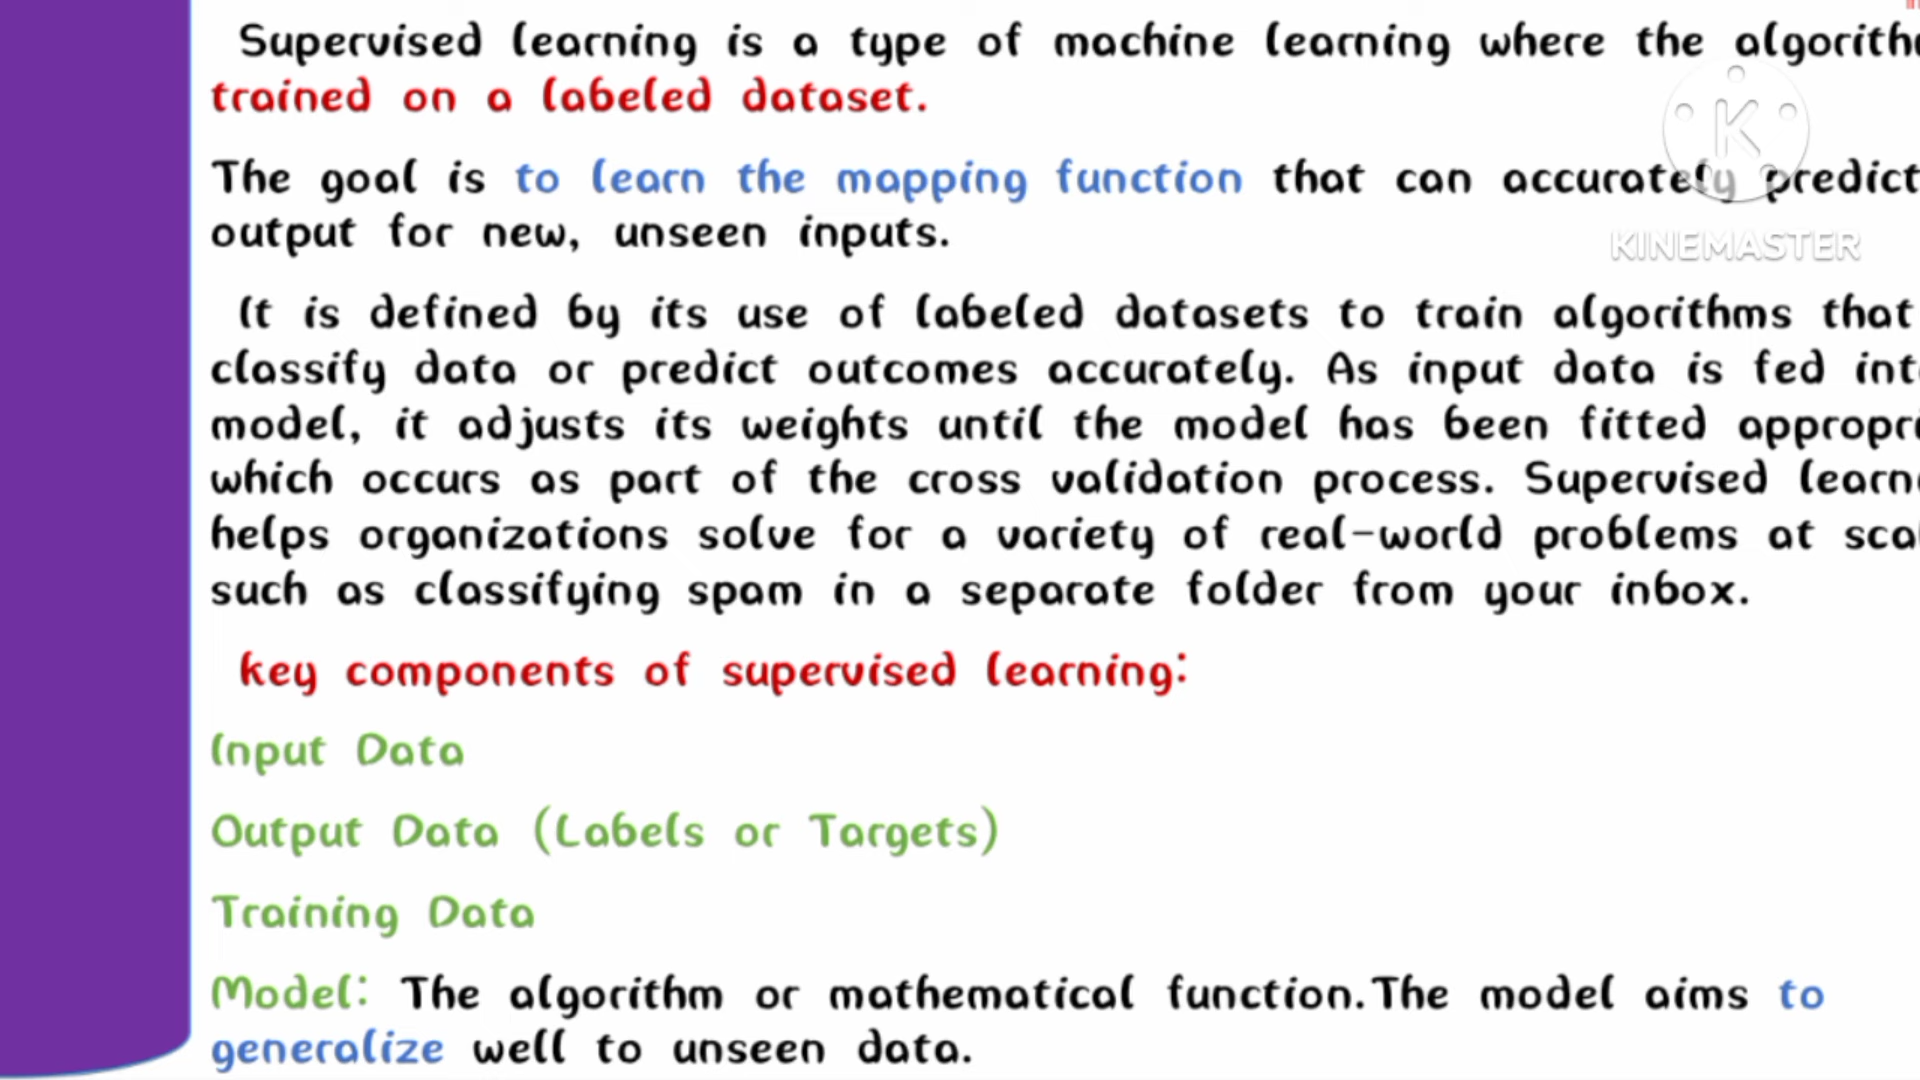 Supervised learning is a type of machine learning where the
trained on a labeled dataset.
The goal is to learn the mapping function that can accurately predict
output for new, unseen inputs.
It is defined by its use of labeled datasets to train algorithms that
classify data or predict outcomes accurately. As input data is fed
model, it adjusts its weights until the model has been fitted
which occurs as part of the cross validation process. Supervised
helps organizations solve for a variety of real-world problems at
such as classifying spam in a separate folder from your inbox.
key components of supervised learning:
Input Data
Output Data (Labels or Targets)
Training Data
Model: The algorithm or mathematical function.The model aims to
generalize well to unseen data.
K
KINEMASTER